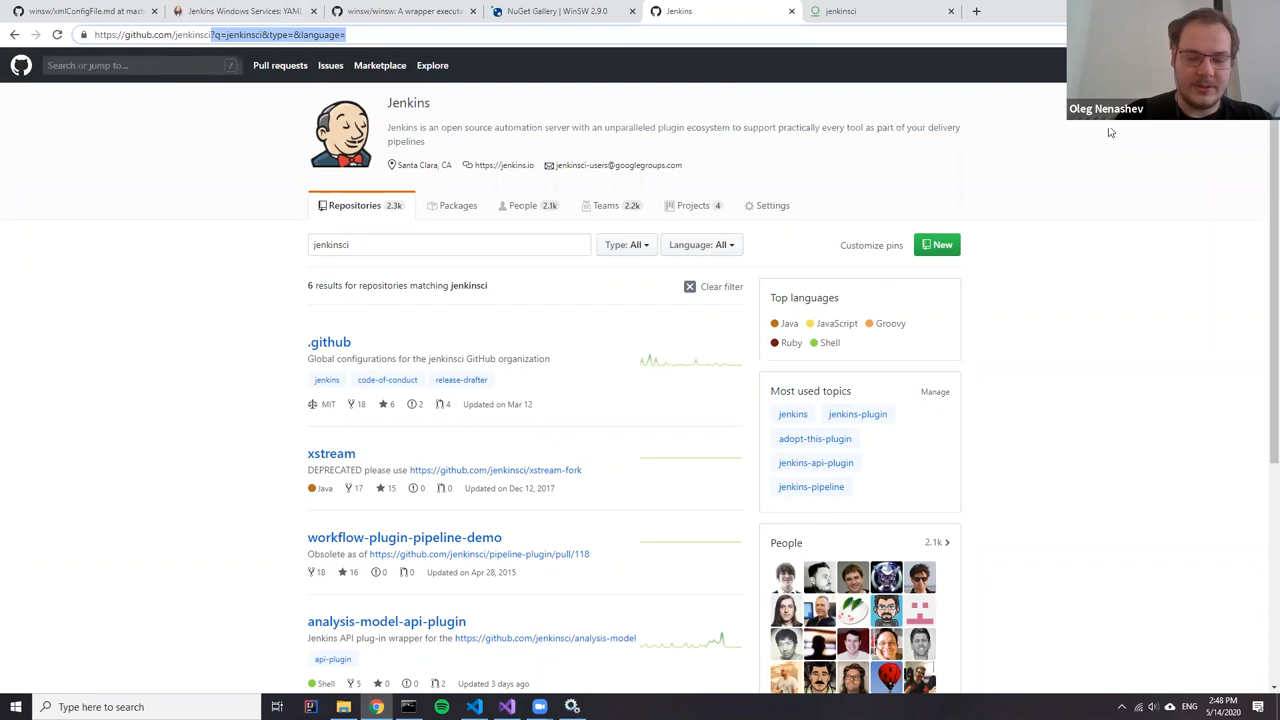 winsw/xmlConfigFile.md at mast
Jenkins Windows Services: YAML
winsw/winsw: A wrapper executa
NuGet Gallery | WinSW 2.9.0
Jenkins
jenkinsci
https://github.com/jenkinsci?q=jenkinsci&type=&language=
Search or jump to...
/
Pull requests
Issues
Marketplace
Explore
Oleg Nenashev
Jenkins
Jenkins is an open source automation server with an unparalleled plugin ecosystem to support practically every tool as part of your delivery
pipelines
Santa Clara, CA
https://jenkins.io
jenkinsci-users@googlegroups.com
Repositories 2.3k
Packages
People 2.1k
Teams 2.2k
Projects 4
Settings
jenkinsci
Type: All
Language: All
Customize pins
New
6 results for repositories matching jenkinsci
Clear filter
.github
Global configurations for the jenkinsci GitHub organization
jenkins
code-of-conduct
release-drafter
MIT 18 6 2 4 Updated on Mar 12
xstream
DEPRECATED please use https://github.com/jenkinsci/xstream-fork
Java 17 15 0 0 Updated on Dec 12, 2017
workflow-plugin-pipeline-demo
Obsolete as of https://github.com/jenkinsci/pipeline-plugin/pull/118
18 16 0 0 Updated on Apr 28, 2015
analysis-model-api-plugin
Jenkins API plug-in wrapper for the https://github.com/jenkinsci/analysis-model
api-plugin
Shell 5 0 0 2 Updated 3 days ago
Top languages
Java JavaScript Groovy
Ruby Shell
Most used topics
Manage
jenkins
jenkins-plugin
adopt-this-plugin
jenkins-api-plugin
jenkins-pipeline
People
2.1k
Type here to search
ENG
2:48 PM
5/14/2020